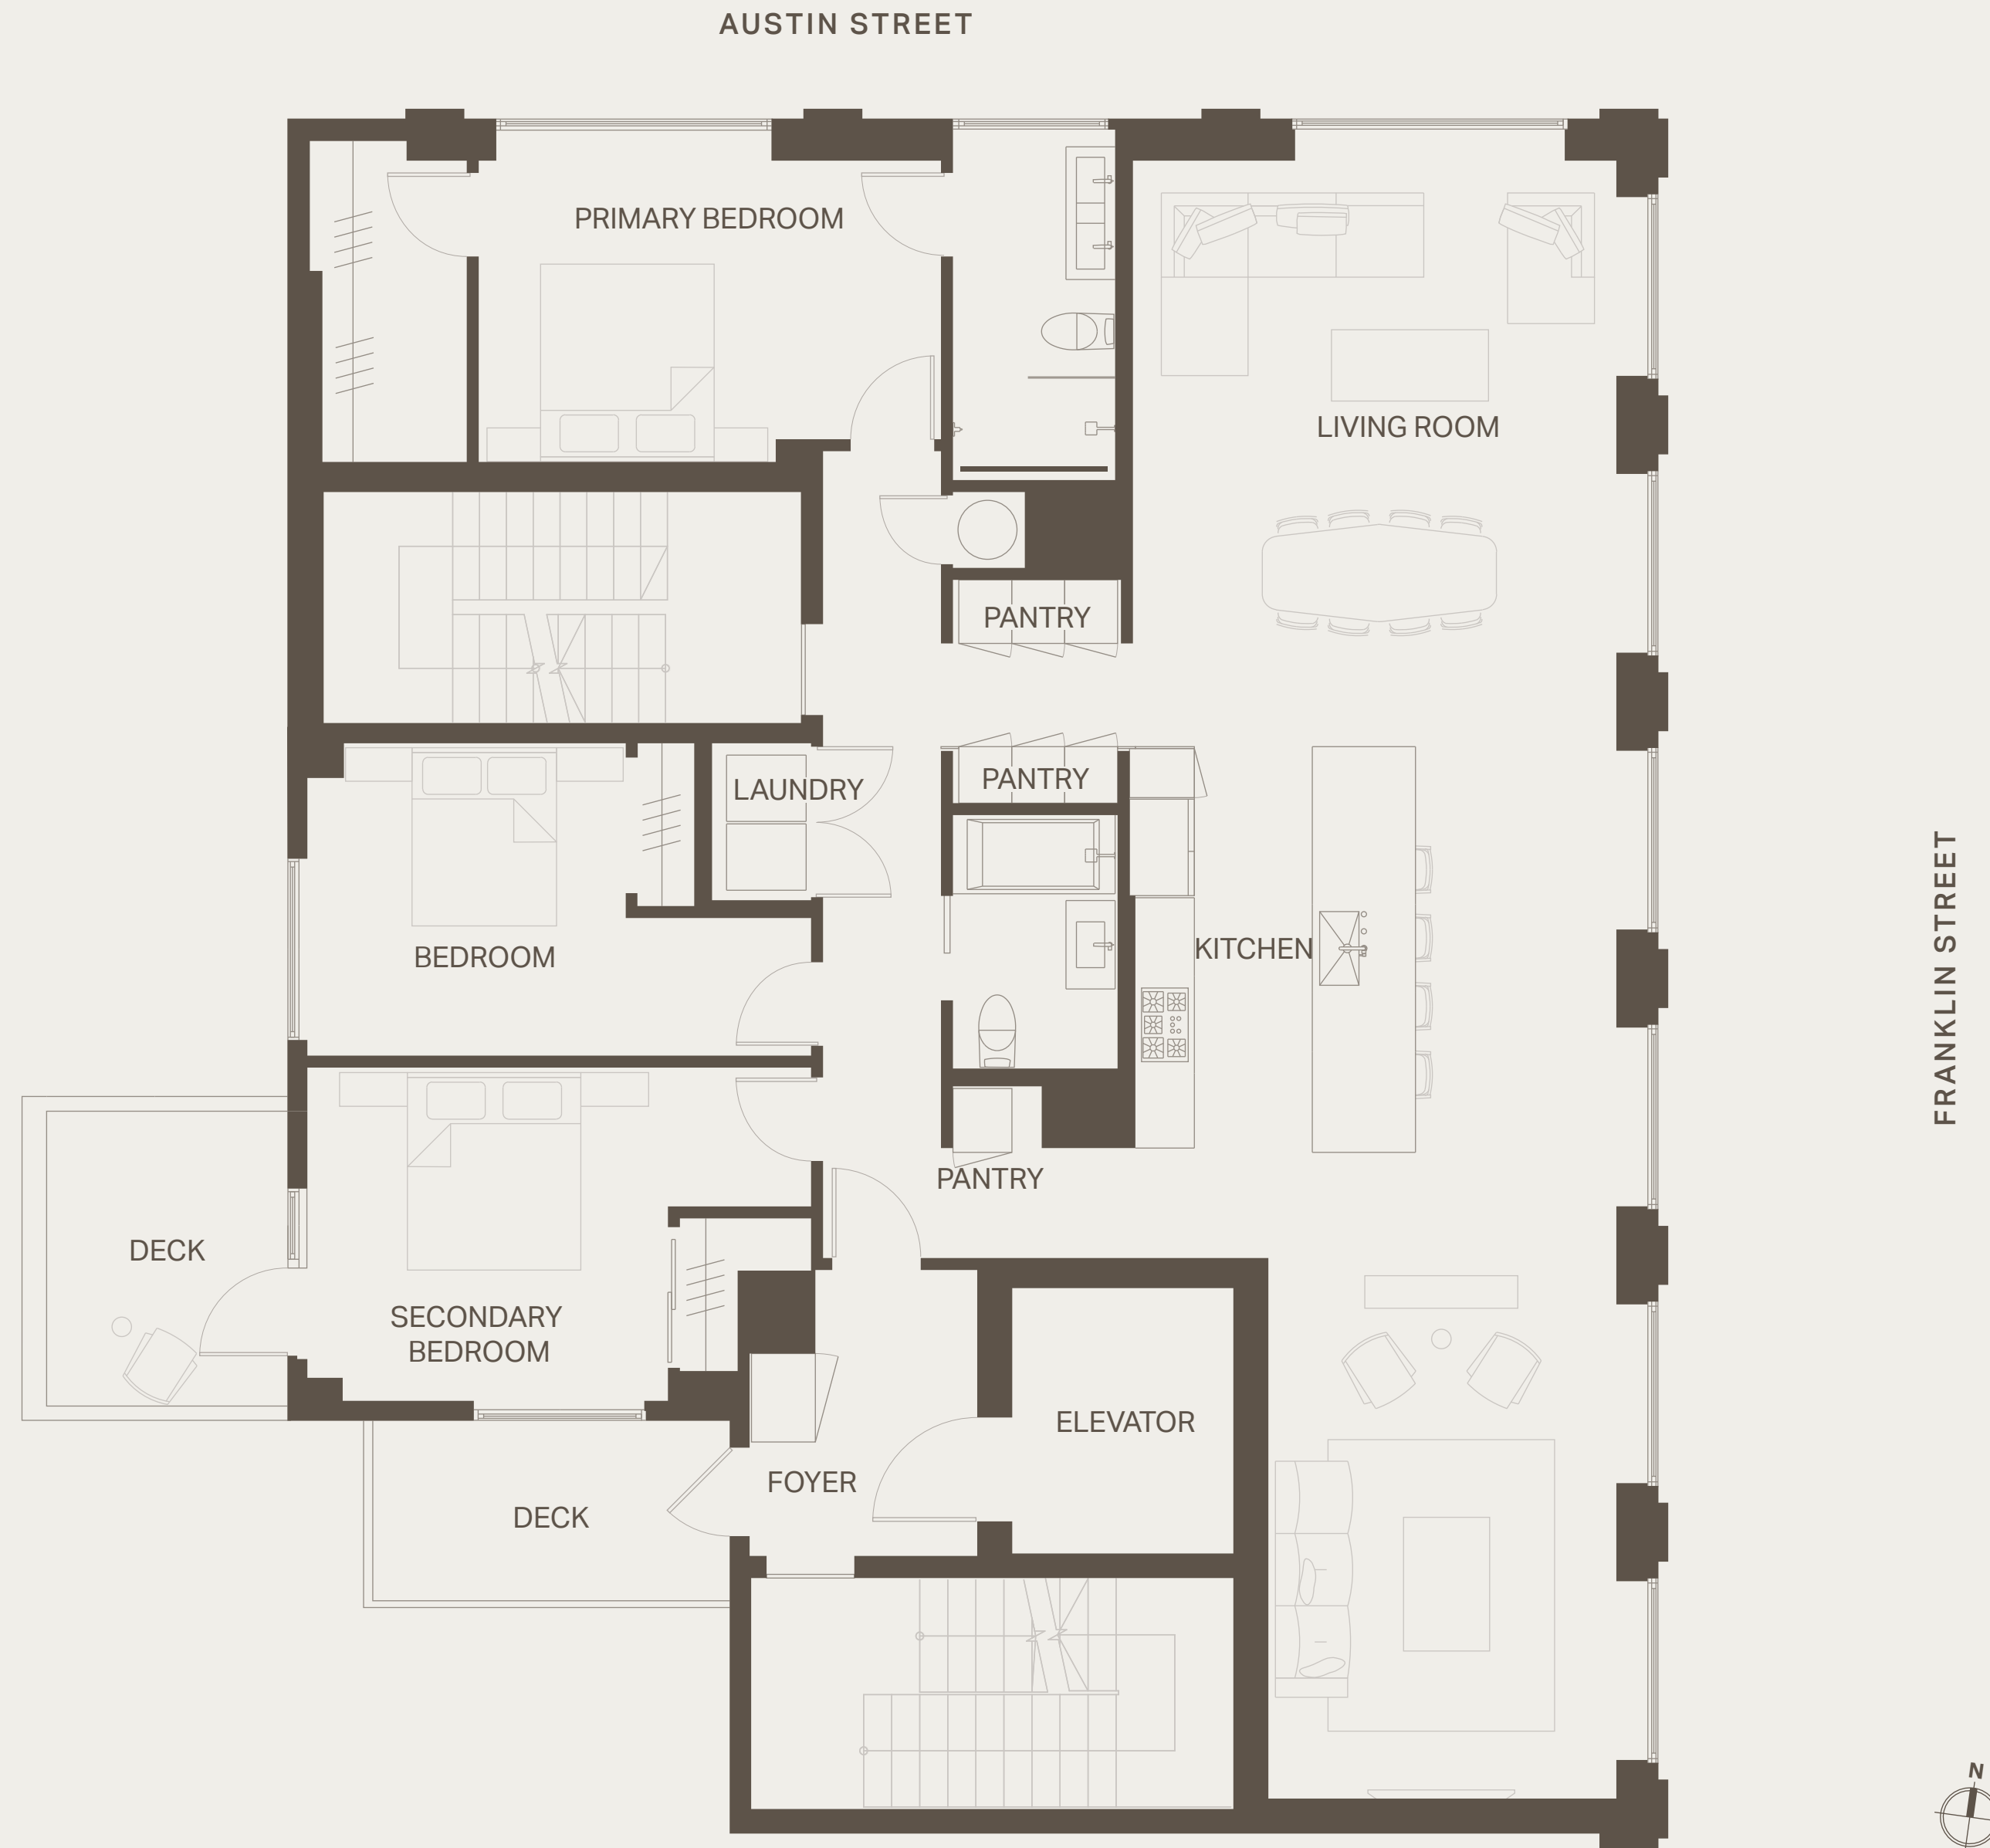 AUSTIN STREET
PRIMARY BEDROOM
LIVING ROOM
PANTRY
PANTRY
LAUNDRY
BEDROOM
KITCHEN
FRANKLIN STREET
PANTRY
DECK
SECONDARY
BEDROOM
ELEVATOR
FOYER
DECK
N